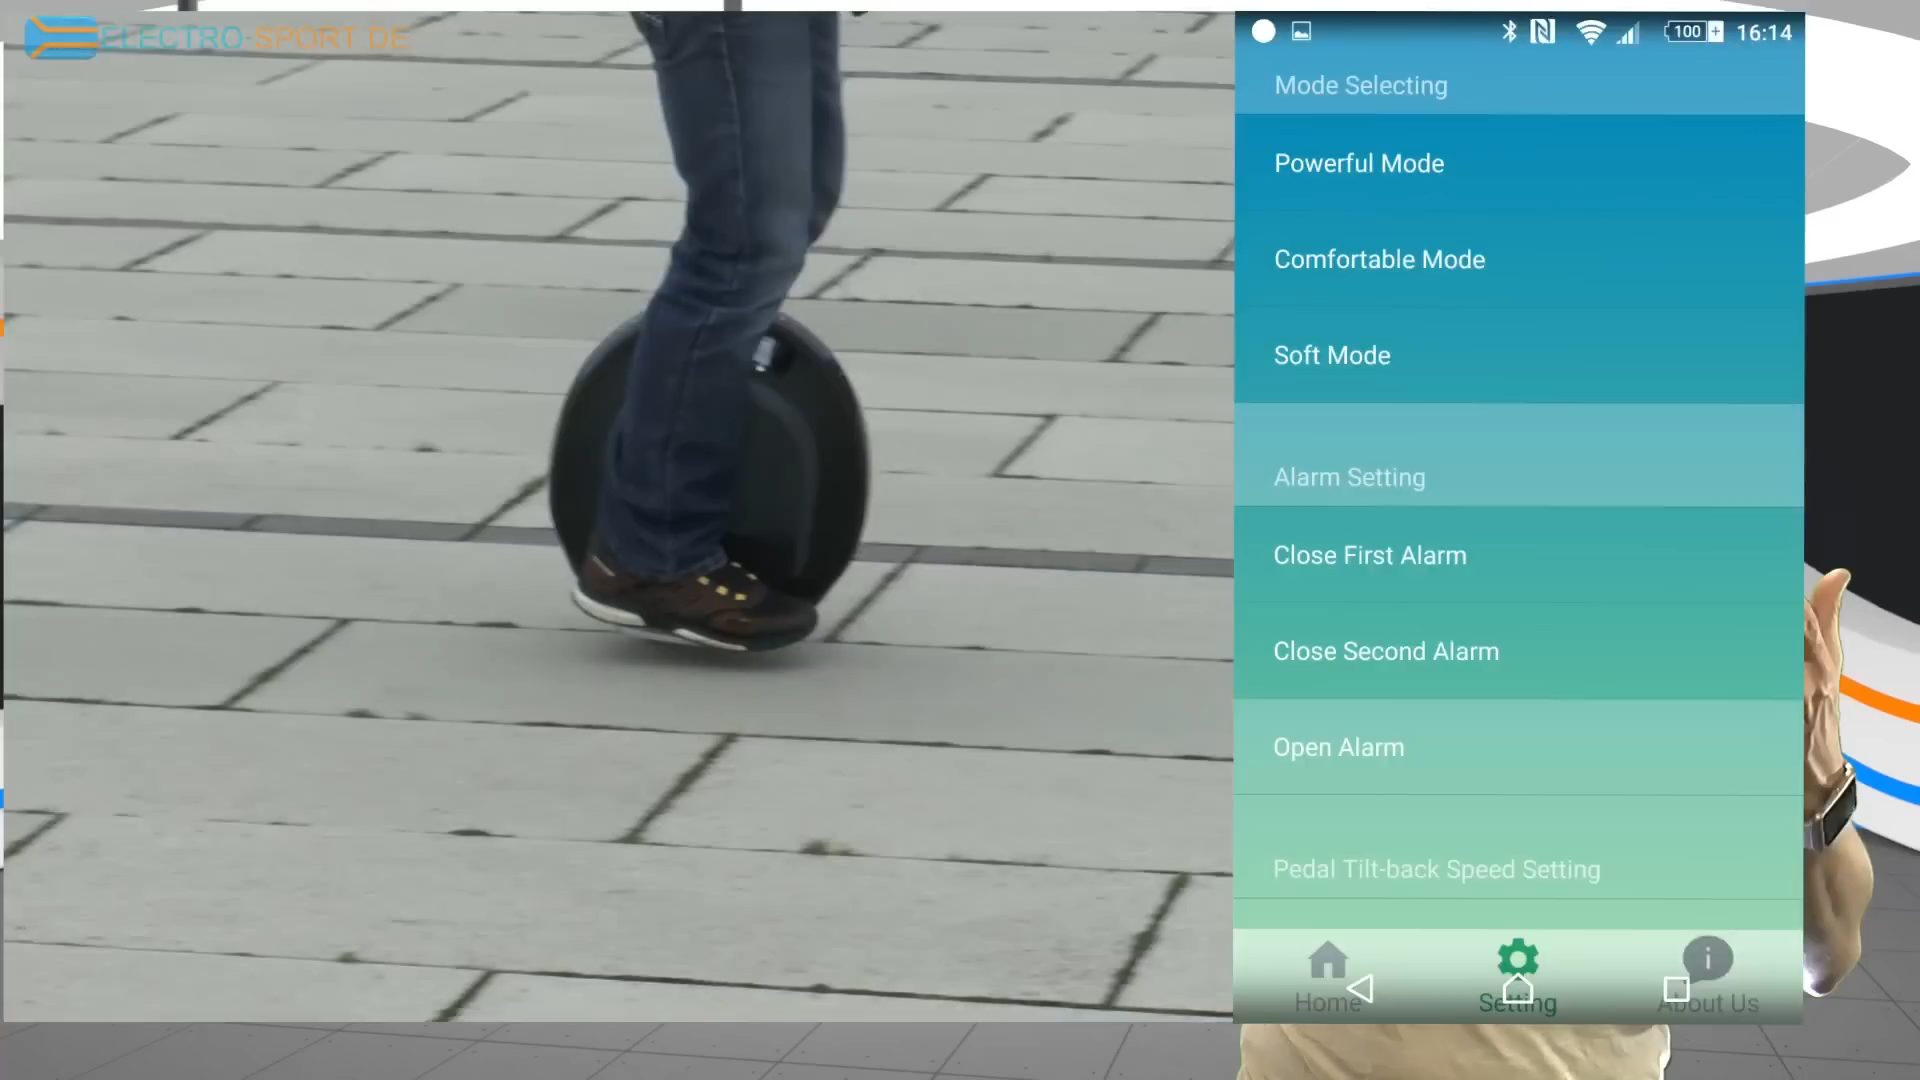 ELECTRO-SPORT DE
100
16:14
Mode Selecting
Powerful Mode
Comfortable Mode
Soft Mode
Alarm Setting
Close First Alarm
Close Second Alarm
Open Alarm
Pedal Tilt-back Speed Setting
Home
Setting
About Us